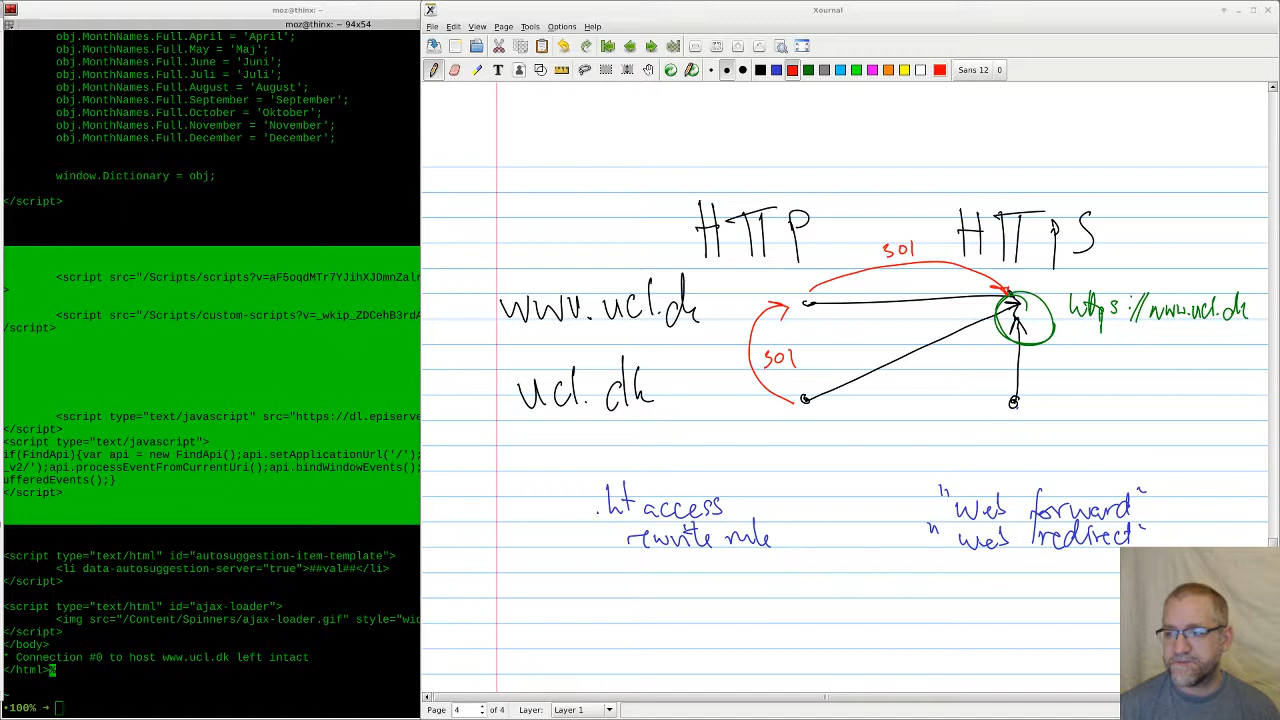 moz@thinx: ~
moz@thinx: ~ 94x54
obj.MonthNames.Full.April = 'April';
obj.MonthNames.Full.May = 'Maj';
obj.MonthNames.Full.June = 'Juni';
obj.MonthNames.Full.Juli = 'Juli';
obj.MonthNames.Full.August = 'August';
obj.MonthNames.Full.September = 'September';
obj.MonthNames.Full.October = 'Oktober';
obj.MonthNames.Full.November = 'November';
obj.MonthNames.Full.December = 'December';
window.Dictionary = obj;
</script>
<script src="/Scripts/scripts?v=aF5oqdMTr7YJihXJDmnZalr
>
<script src="/Scripts/custom-scripts?v=_wkip_ZDCehB3rdA
/script>
<script type="text/javascript" src="https://dl.episerve
</script>
<script type="text/javascript">
if(FindApi){var api = new FindApi();api.setApplicationUrl('/');
_v2/');api.processEventFromCurrentUri();api.bindWindowEvents();
ufferedEvents();}
</script>
<script type="text/html" id="autosuggestion-item-template">
<li data-autosuggestion-server="true">##val##</li>
</script>
<script type="text/html" id="ajax-loader">
<img src="/Content/Spinners/ajax-loader.gif" style="wid
</script>
</body>
* Connection #0 to host www.ucl.dk left intact
</html>%
~
•100% →
Xournal
File Edit View Page Tools Options Help
Sans 12
HTTP HTTPS
301
www.ucl.dk https://www.ucl.dk
301
ucl.dk
.htaccess "web forward"
rewrite rule "web redirect"
Page 4 of 4 Layer: Layer 1